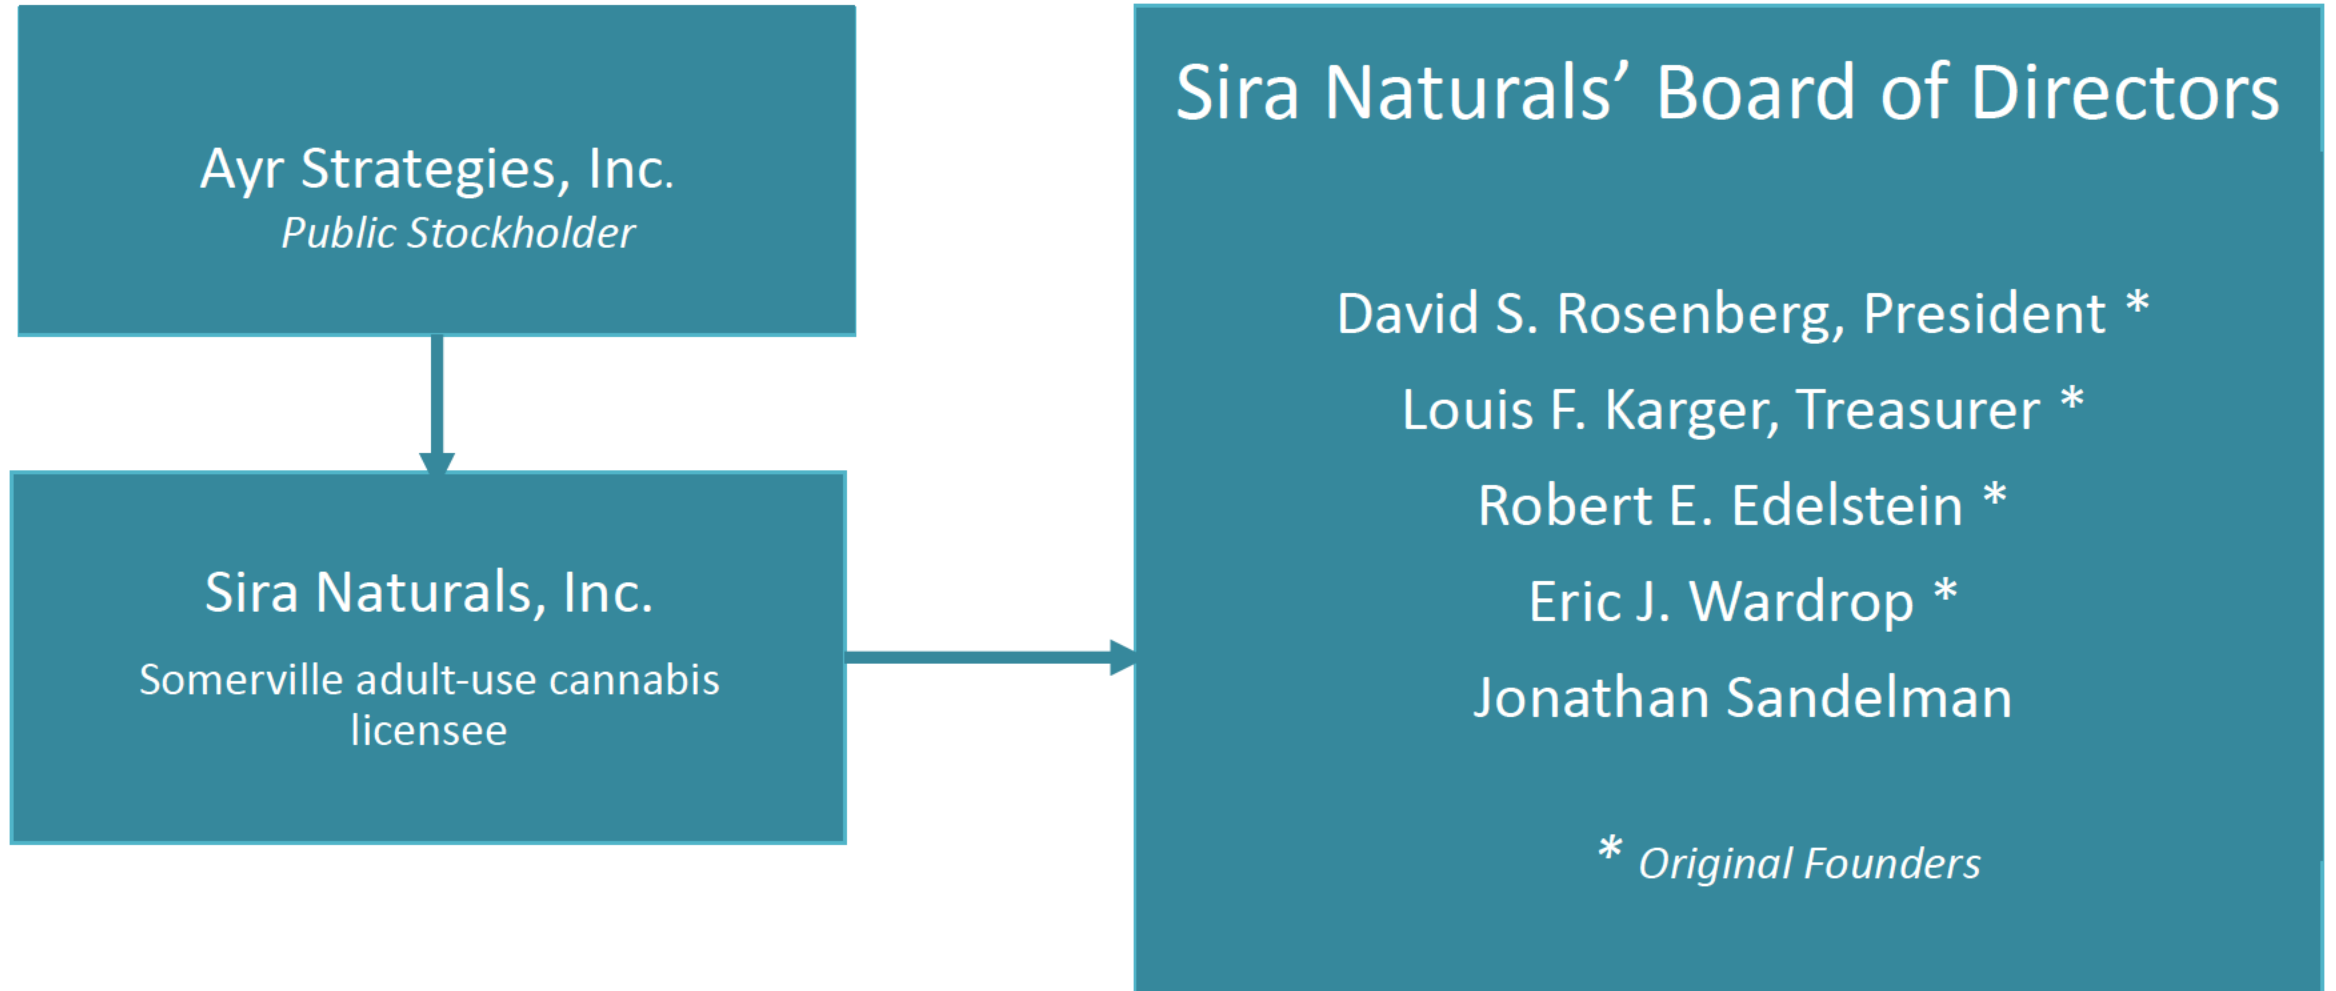 Ayr Strategies, Inc.
Public Stockholder
Sira Naturals, Inc.
Somerville adult-use cannabis
licensee
Sira Naturals’ Board of Directors
David S. Rosenberg, President *
Louis F. Karger, Treasurer *
Robert E. Edelstein *
Eric J. Wardrop *
Jonathan Sandelman
* Original Founders